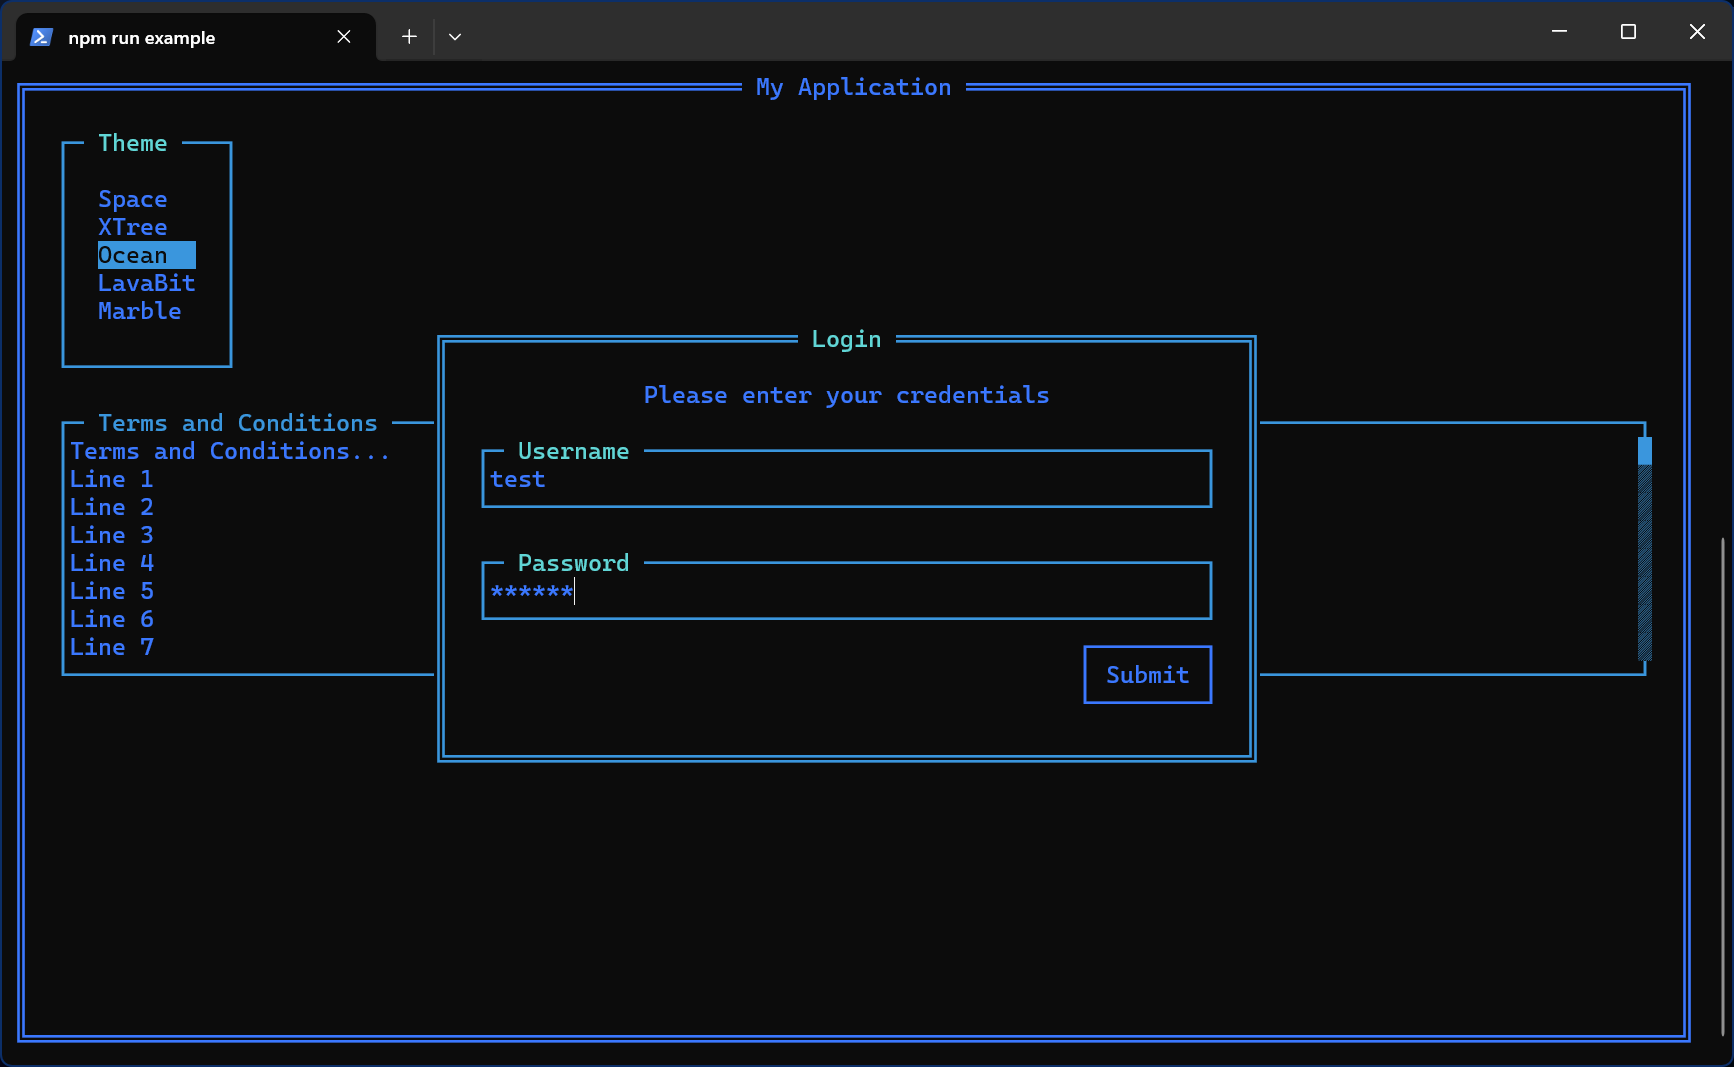 npm run example
My Application
Theme
Space
XTree
Ocean
LavaBit
Marble
Terms and Conditions
Terms and Conditions...
Line 1
Line 2
Line 3
Line 4
Line 5
Line 6
Line 7
Login
Please enter your credentials
Username
test
Password
******
Submit